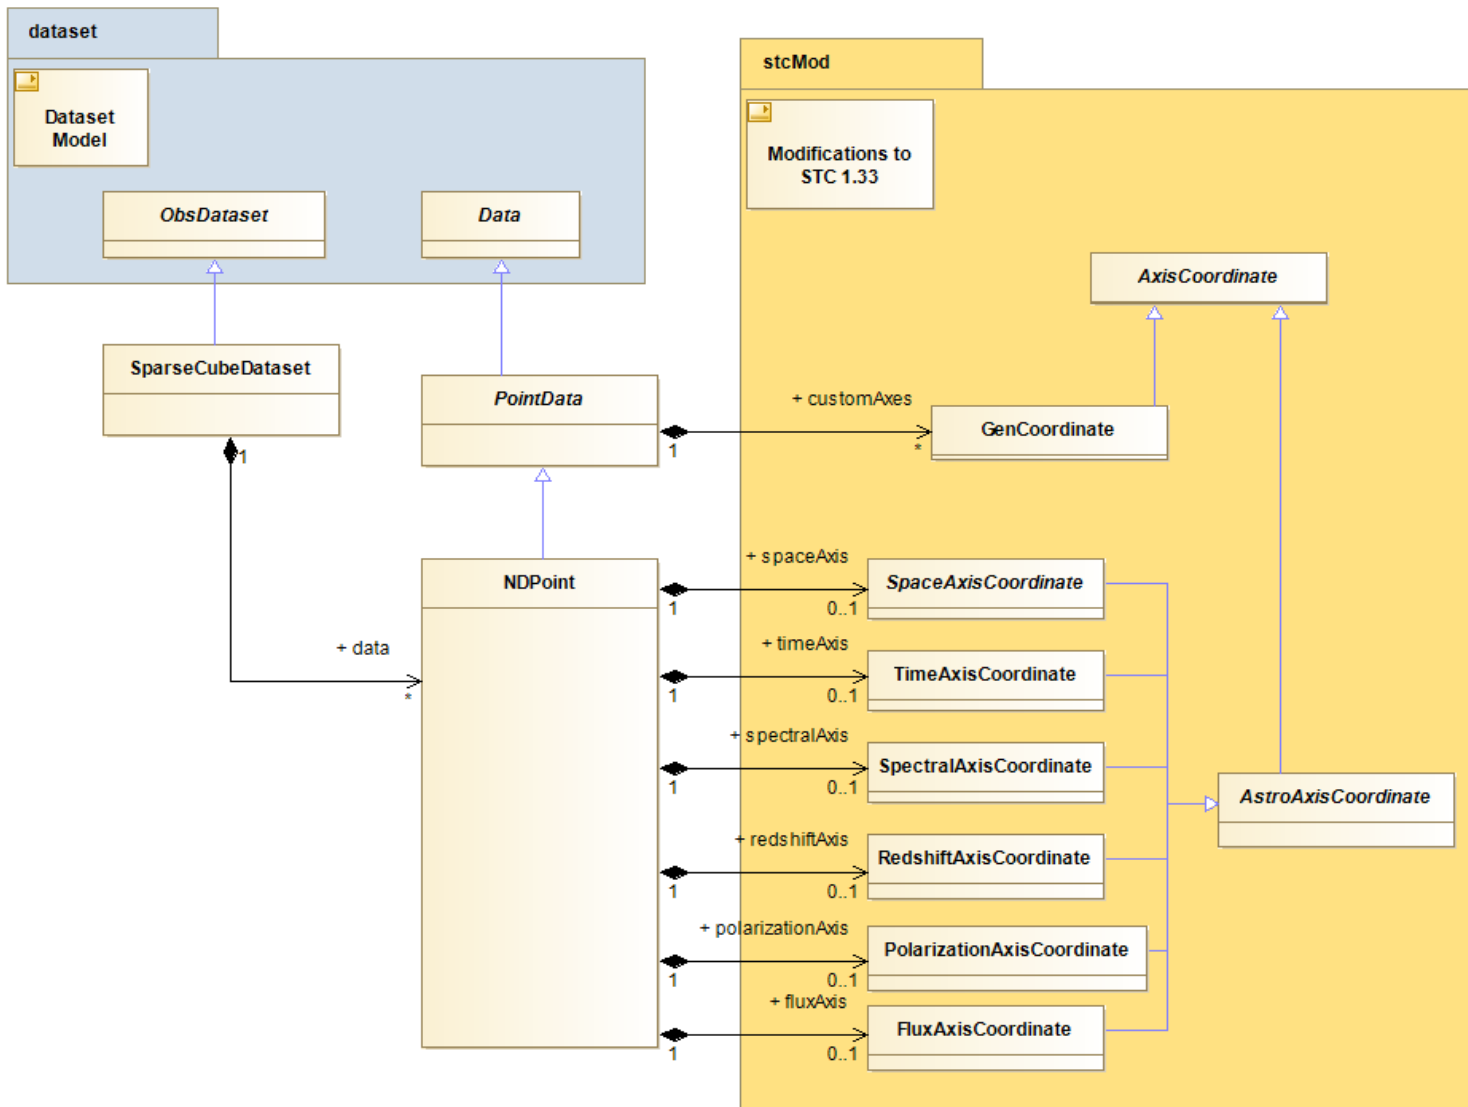 dataset
Dataset
Model
ObsDataset
Data
SparseCubeDataset
1
PointData
1
+ data
*
NDPoint
stcMod
Modifications to
STC 1.33
AxisCoordinate
+ customAxes
*
GenCoordinate
+ spaceAxis
1
0..1
SpaceAxisCoordinate
+ timeAxis
1
0..1
TimeAxisCoordinate
+ spectralAxis
1
0..1
SpectralAxisCoordinate
+ redshiftAxis
1
0..1
RedshiftAxisCoordinate
+ polarizationAxis
1
0..1
PolarizationAxisCoordinate
+ fluxAxis
1
0..1
FluxAxisCoordinate
AstroAxisCoordinate